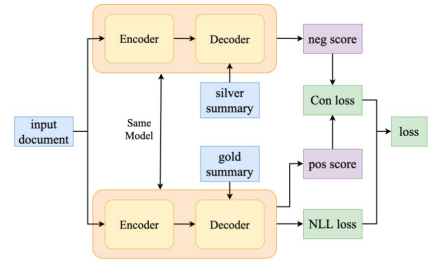 Encoder
Decoder
neg score
silver
summary
Con loss
input
document
Same
Model
loss
gold
summary
pos score
Encoder
Decoder
NLL loss